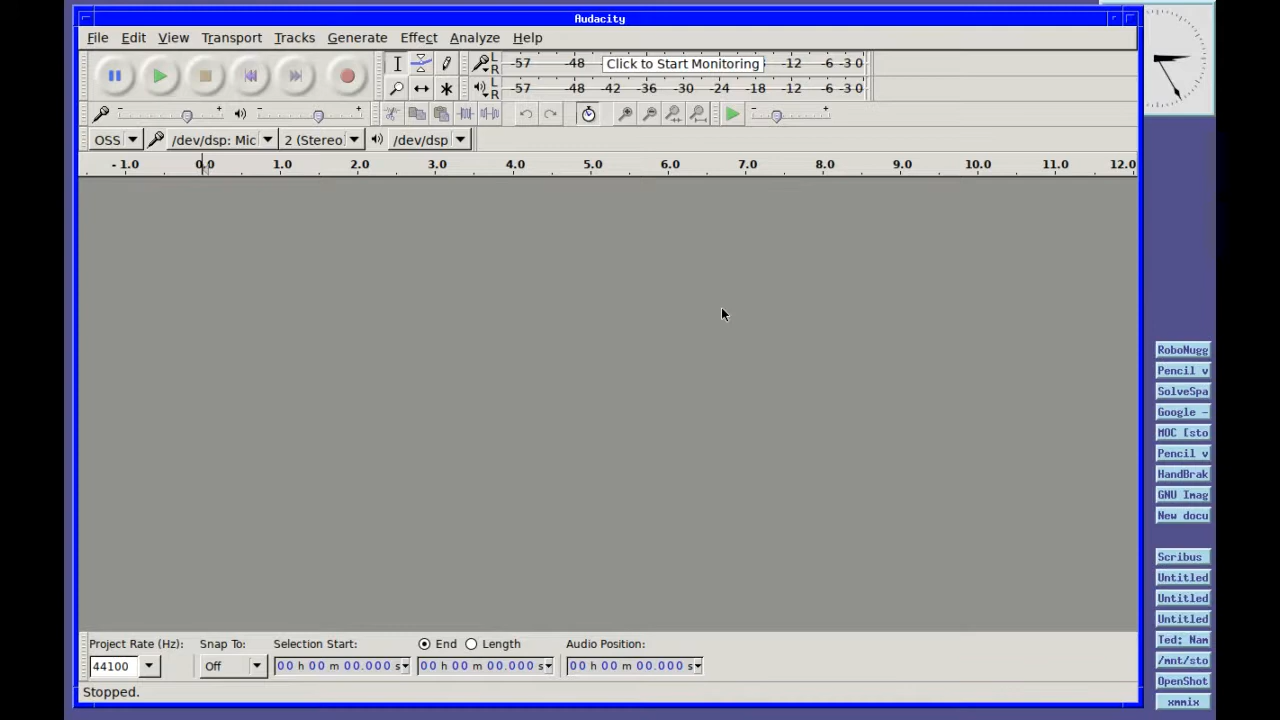 Audacity
File Edit View Transport Tracks Generate Effect Analyze Help
L R -57 -48 Click to Start Monitoring -12 -6 -3 0
L R -57 -48 -42 -36 -30 -24 -18 -12 -6 -3 0
- + - + - +
OSS /dev/dsp: Mic 2 (Stereo /dev/dsp
- 1.0 0.0 1.0 2.0 3.0 4.0 5.0 6.0 7.0 8.0 9.0 10.0 11.0 12.0
RoboNugg
Pencil v
SolveSpa
Google -
MOC [sto
Pencil v
HandBrak
GNU Imag
New docu
Scribus
Untitled
Untitled
Untitled
Ted: Nam
/mnt/sto
OpenShot
xmmix
Project Rate (Hz): Snap To: Selection Start: End Length Audio Position:
44100 Off 00 h 00 m 00.000 s 00 h 00 m 00.000 s 00 h 00 m 00.000 s
Stopped.